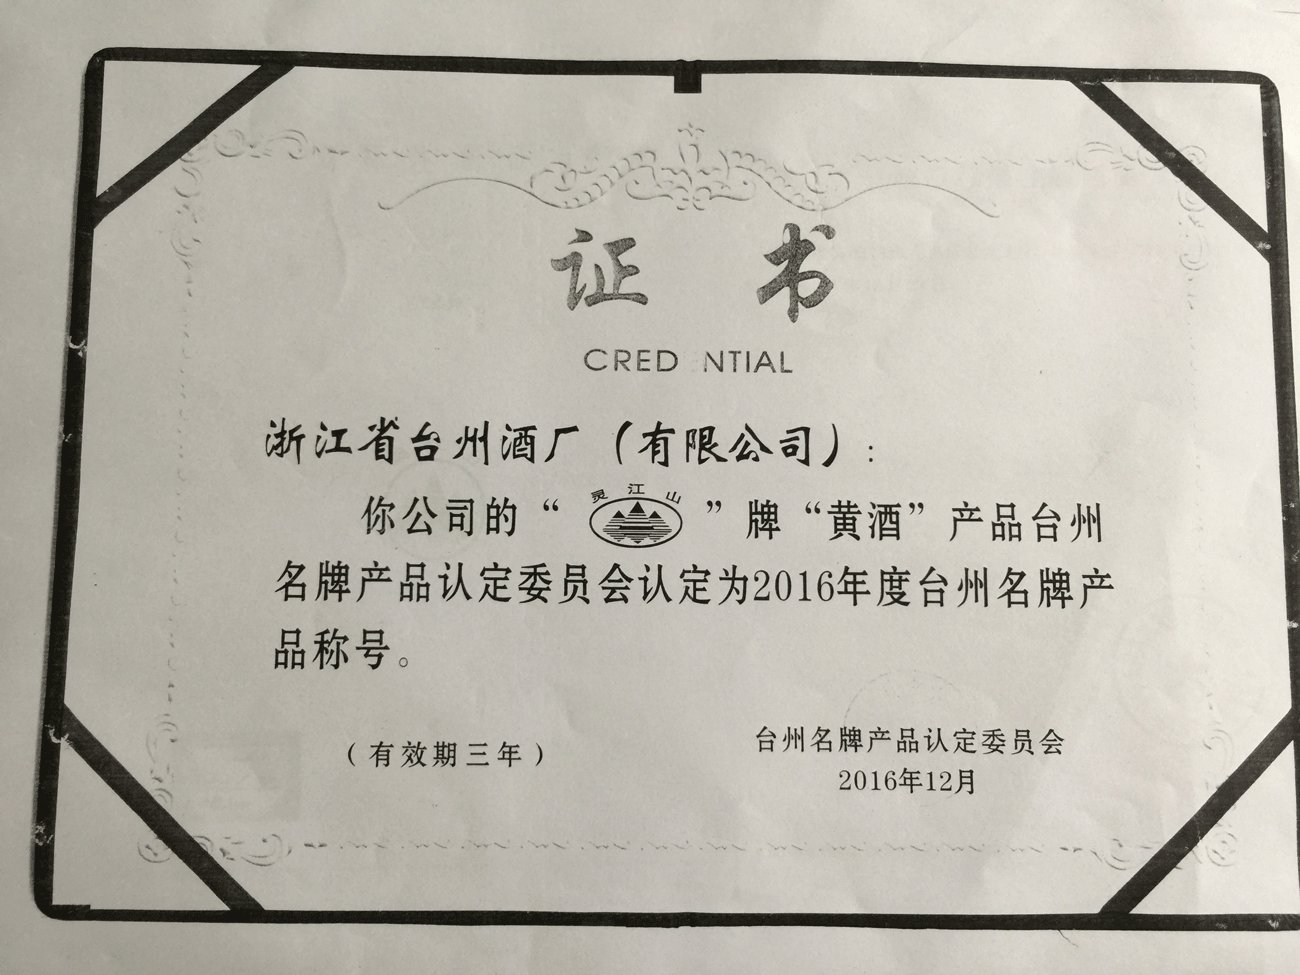 证 书
CRED NTIAL
浙江省台州酒厂（有限公司）：
灵 江 山
你公司的“ ”牌“黄酒”产品台州
名牌产品认定委员会认定为2016年度台州名牌产
品称号。
（有效期三年）
台州名牌产品认定委员会
2016年12月